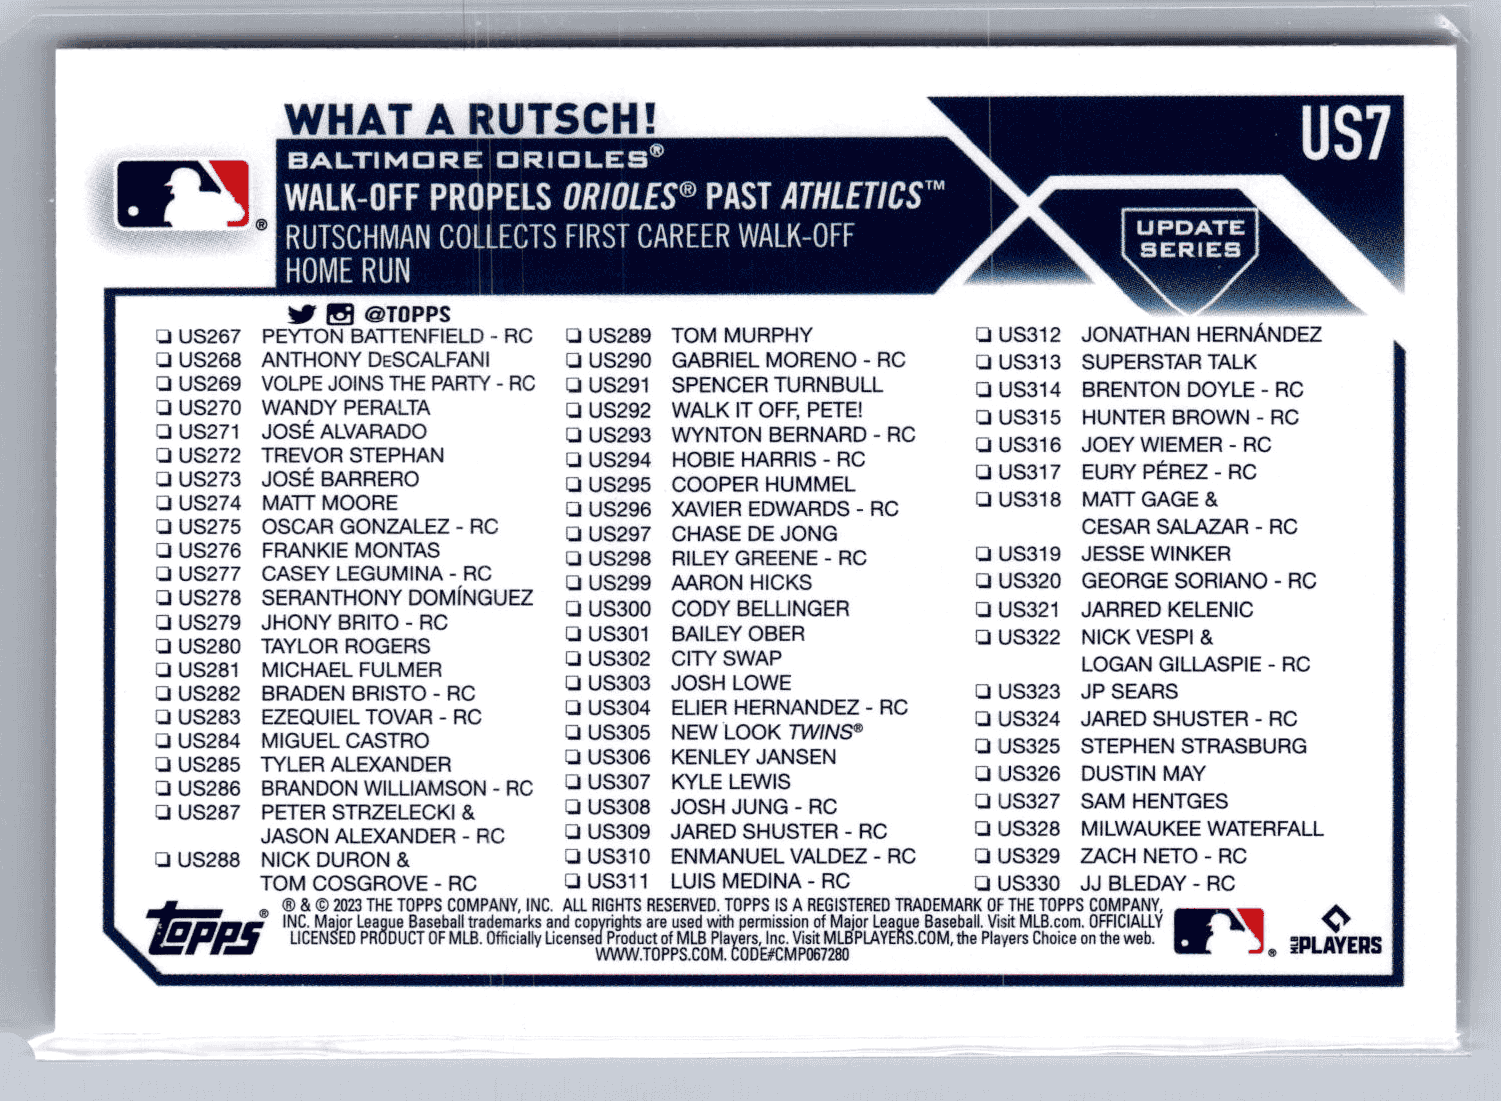 WHAT A RUTSCH!
US7
BALTIMORE ORIOLES®
WALK-OFF PROPELS ORIOLES® PAST ATHLETICS™
RUTSCHMAN COLLECTS FIRST CAREER WALK-OFF
HOME RUN
UPDATE
SERIES
®
@TOPPS
US267 PEYTON BATTENFIELD - RC
US268 ANTHONY DeSCALFANI
US269 VOLPE JOINS THE PARTY - RC
US270 WANDY PERALTA
US271 JOSÉ ALVARADO
US272 TREVOR STEPHAN
US273 JOSÉ BARRERO
US274 MATT MOORE
US275 OSCAR GONZALEZ - RC
US276 FRANKIE MONTAS
US277 CASEY LEGUMINA - RC
US278 SERANTHONY DOMÍNGUEZ
US279 JHONY BRITO - RC
US280 TAYLOR ROGERS
US281 MICHAEL FULMER
US282 BRADEN BRISTO - RC
US283 EZEQUIEL TOVAR - RC
US284 MIGUEL CASTRO
US285 TYLER ALEXANDER
US286 BRANDON WILLIAMSON - RC
US287 PETER STRZELECKI &
JASON ALEXANDER - RC
US288 NICK DURON &
TOM COSGROVE - RC
US289 TOM MURPHY
US290 GABRIEL MORENO - RC
US291 SPENCER TURNBULL
US292 WALK IT OFF, PETE!
US293 WYNTON BERNARD - RC
US294 HOBIE HARRIS - RC
US295 COOPER HUMMEL
US296 XAVIER EDWARDS - RC
US297 CHASE DE JONG
US298 RILEY GREENE - RC
US299 AARON HICKS
US300 CODY BELLINGER
US301 BAILEY OBER
US302 CITY SWAP
US303 JOSH LOWE
US304 ELIER HERNANDEZ - RC
US305 NEW LOOK TWINS®
US306 KENLEY JANSEN
US307 KYLE LEWIS
US308 JOSH JUNG - RC
US309 JARED SHUSTER - RC
US310 ENMANUEL VALDEZ - RC
US311 LUIS MEDINA - RC
US312 JONATHAN HERNÁNDEZ
US313 SUPERSTAR TALK
US314 BRENTON DOYLE - RC
US315 HUNTER BROWN - RC
US316 JOEY WIEMER - RC
US317 EURY PÉREZ - RC
US318 MATT GAGE &
CESAR SALAZAR - RC
US319 JESSE WINKER
US320 GEORGE SORIANO - RC
US321 JARRED KELENIC
US322 NICK VESPI &
LOGAN GILLASPIE - RC
US323 JP SEARS
US324 JARED SHUSTER - RC
US325 STEPHEN STRASBURG
US326 DUSTIN MAY
US327 SAM HENTGES
US328 MILWAUKEE WATERFALL
US329 ZACH NETO - RC
US330 JJ BLEDAY - RC
TOPPS®
® & © 2023 THE TOPPS COMPANY, INC. ALL RIGHTS RESERVED. TOPPS IS A REGISTERED TRADEMARK OF THE TOPPS COMPANY,
INC. Major League Baseball trademarks and copyrights are used with permission of Major League Baseball. Visit MLB.com. OFFICIALLY
LICENSED PRODUCT OF MLB. Officially Licensed Product of MLB Players, Inc. Visit MLBPLAYERS.COM, the Players Choice on the web.
WWW.TOPPS.COM. CODE#CMP067280
®
MLB PLAYERS